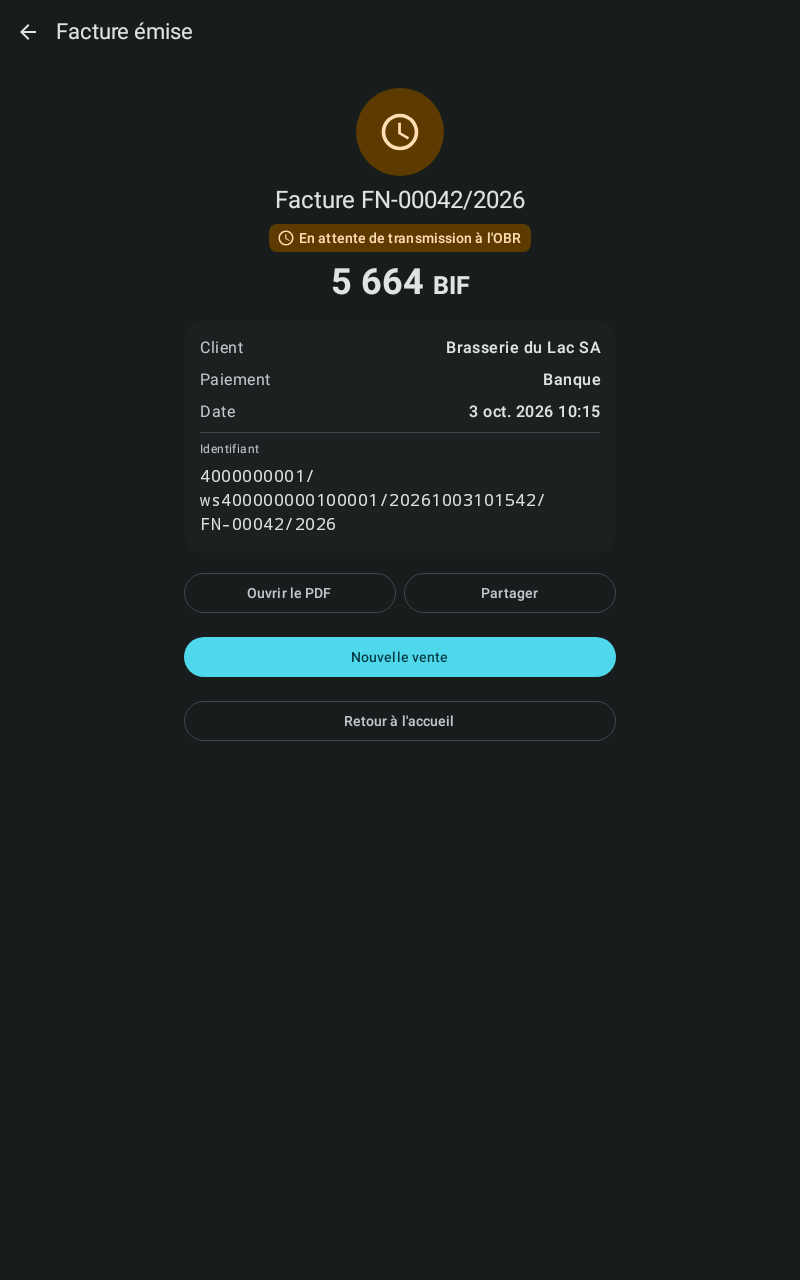 Facture émise
Facture FN-00042/2026
En attente de transmission à l'OBR
5 664 BIF
Client Brasserie du Lac SA
Paiement Banque
Date 3 oct. 2026 10:15
Identifiant
4000000001/
ws400000000100001/20261003101542/
FN-00042/2026
Ouvrir le PDF Partager
Nouvelle vente
Retour à l'accueil